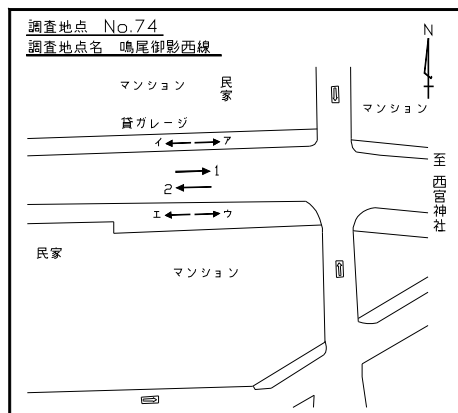 調査地点 No.74
調査地点名 鳴尾御影西線
N
マンション
民家
マンション
貸ガレージ
イ ア
1
2
至 西宮神社
エ ウ
民家
マンション